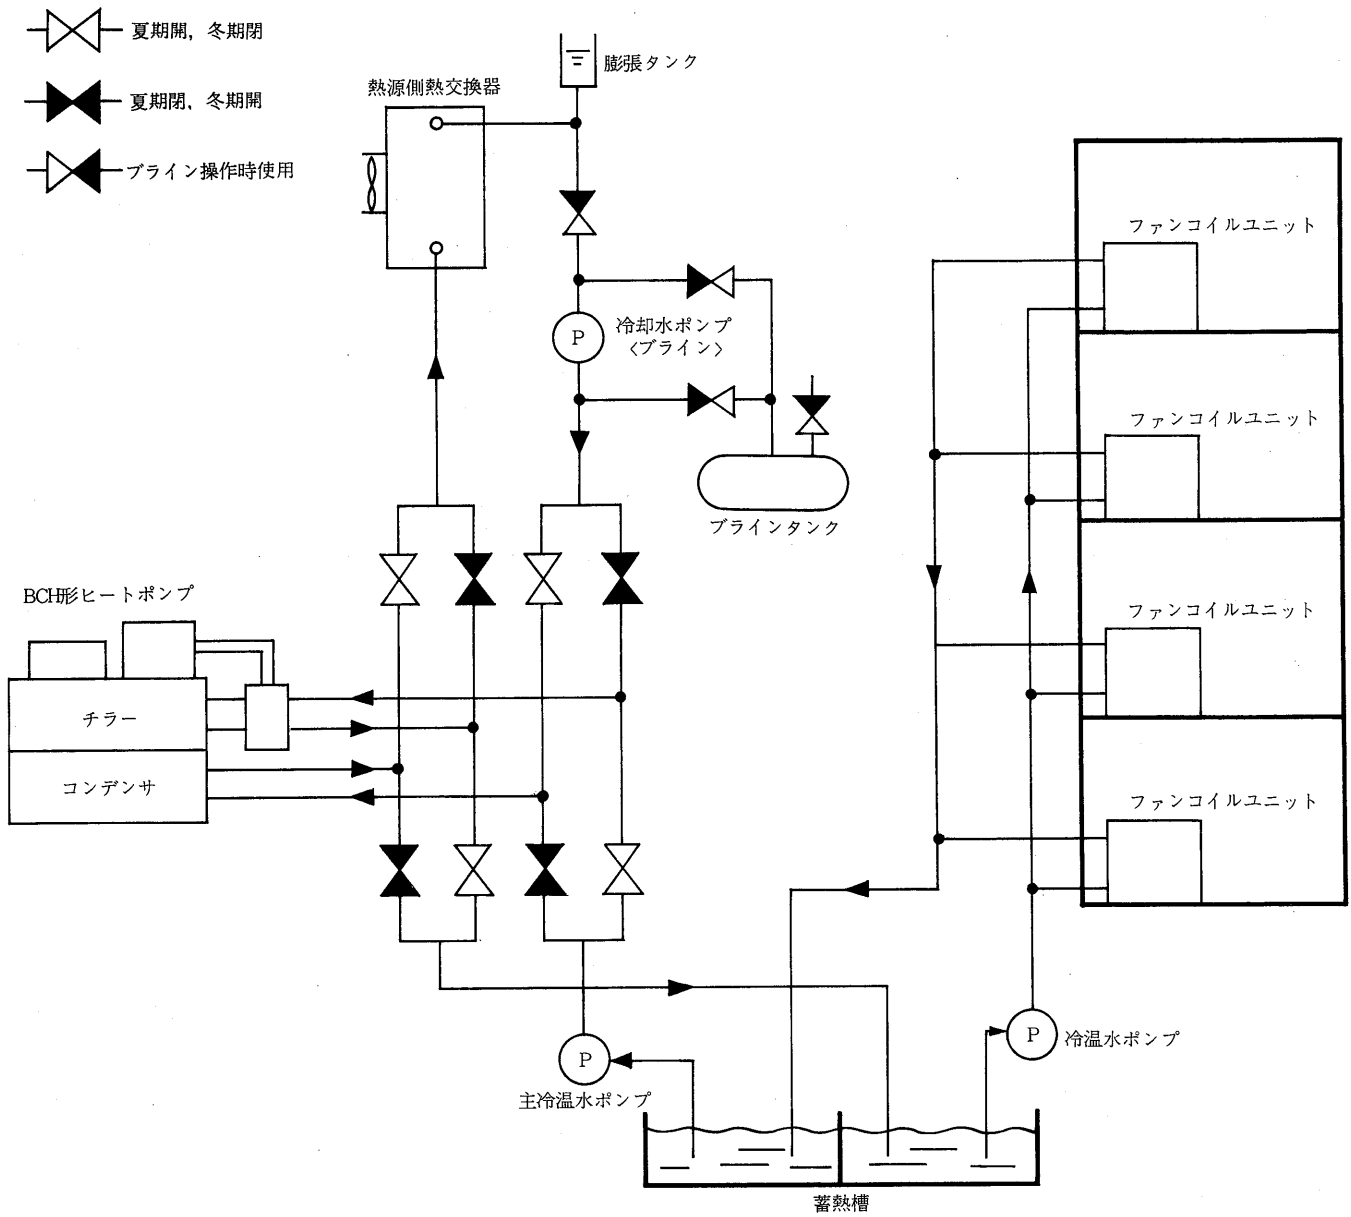 夏期開，冬期閉
夏期閉，冬期開
ブライン操作時使用
膨張タンク
熱源側熱交換器
P
冷却水ポンプ
〈ブライン〉
ブラインタンク
BCH形ヒートポンプ
チラー
コンデンサ
ファンコイルユニット
ファンコイルユニット
ファンコイルユニット
ファンコイルユニット
P
主冷温水ポンプ
P
冷温水ポンプ
蓄熱槽